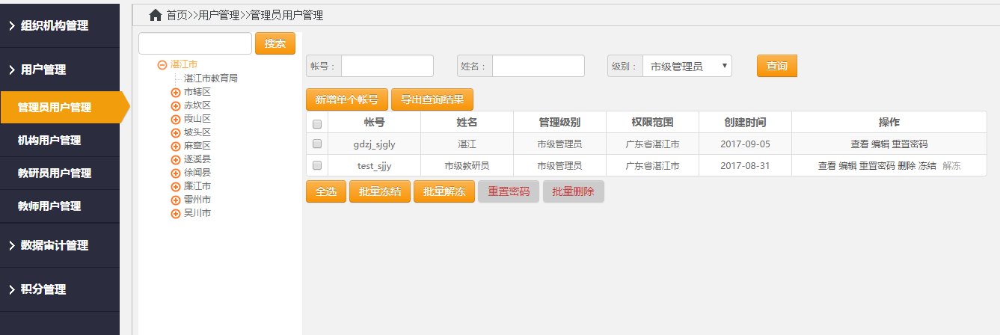 组织机构管理
用户管理
管理员用户管理
机构用户管理
教研员用户管理
教师用户管理
数据审计管理
积分管理
首页>>用户管理>>管理员用户管理
搜索
湛江市
湛江市教育局
市辖区
赤坎区
霞山区
坡头区
麻章区
遂溪县
徐闻县
廉江市
雷州市
吴川市
帐号： 姓名： 级别： 市级管理员 查询
新增单个帐号 导出查询结果
帐号 姓名 管理级别 权限范围 创建时间 操作
gdzj_sjgly 湛江 市级管理员 广东省湛江市 2017-09-05 查看 编辑 重置密码
test_sjjy 市级教研员 市级管理员 广东省湛江市 2017-08-31 查看 编辑 重置密码 删除 冻结 解冻
全选 批量冻结 批量解冻 重置密码 批量删除